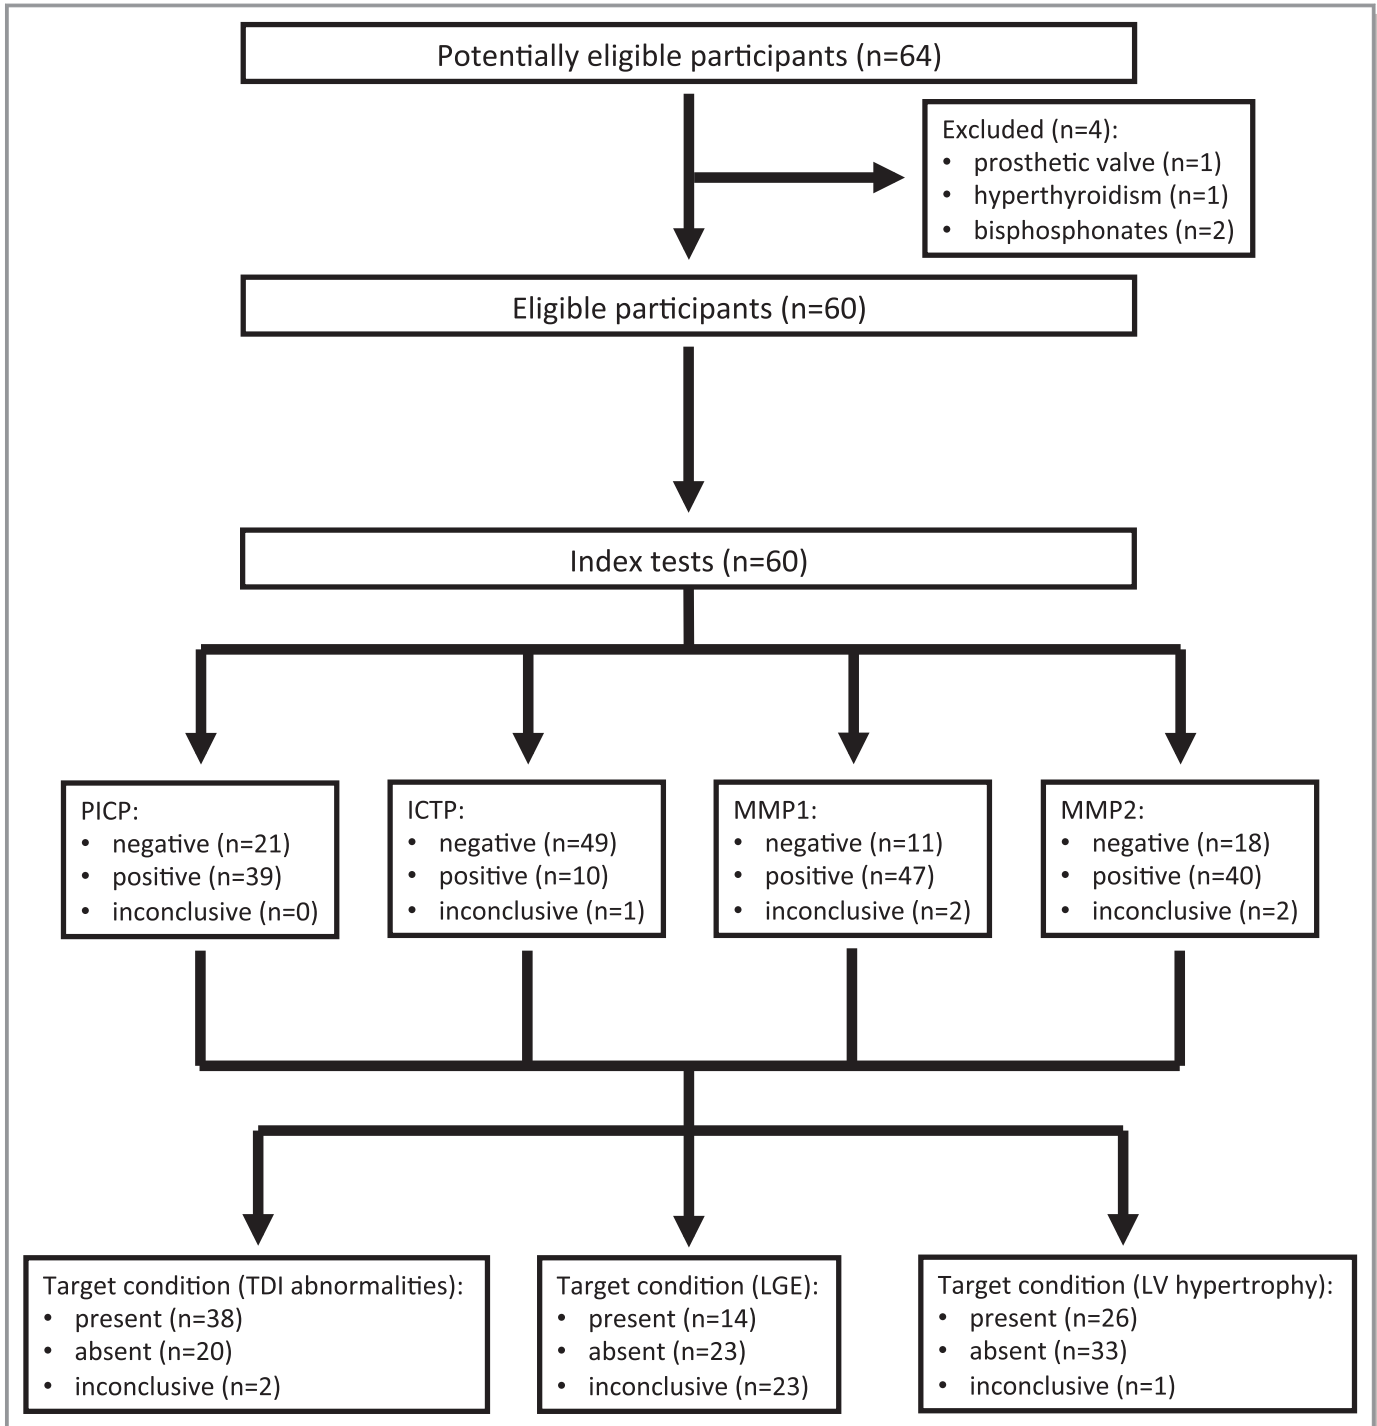 Potentially eligible participants (n=64)
Excluded (n=4):
• prosthetic valve (n=1)
• hyperthyroidism (n=1)
• bisphosphonates (n=2)
Eligible participants (n=60)
Index tests (n=60)
PICP:
• negative (n=21)
• positive (n=39)
• inconclusive (n=0)
ICTP:
• negative (n=49)
• positive (n=10)
• inconclusive (n=1)
MMP1:
• negative (n=11)
• positive (n=47)
• inconclusive (n=2)
MMP2:
• negative (n=18)
• positive (n=40)
• inconclusive (n=2)
Target condition (TDI abnormalities):
• present (n=38)
• absent (n=20)
• inconclusive (n=2)
Target condition (LGE):
• present (n=14)
• absent (n=23)
• inconclusive (n=23)
Target condition (LV hypertrophy):
• present (n=26)
• absent (n=33)
• inconclusive (n=1)